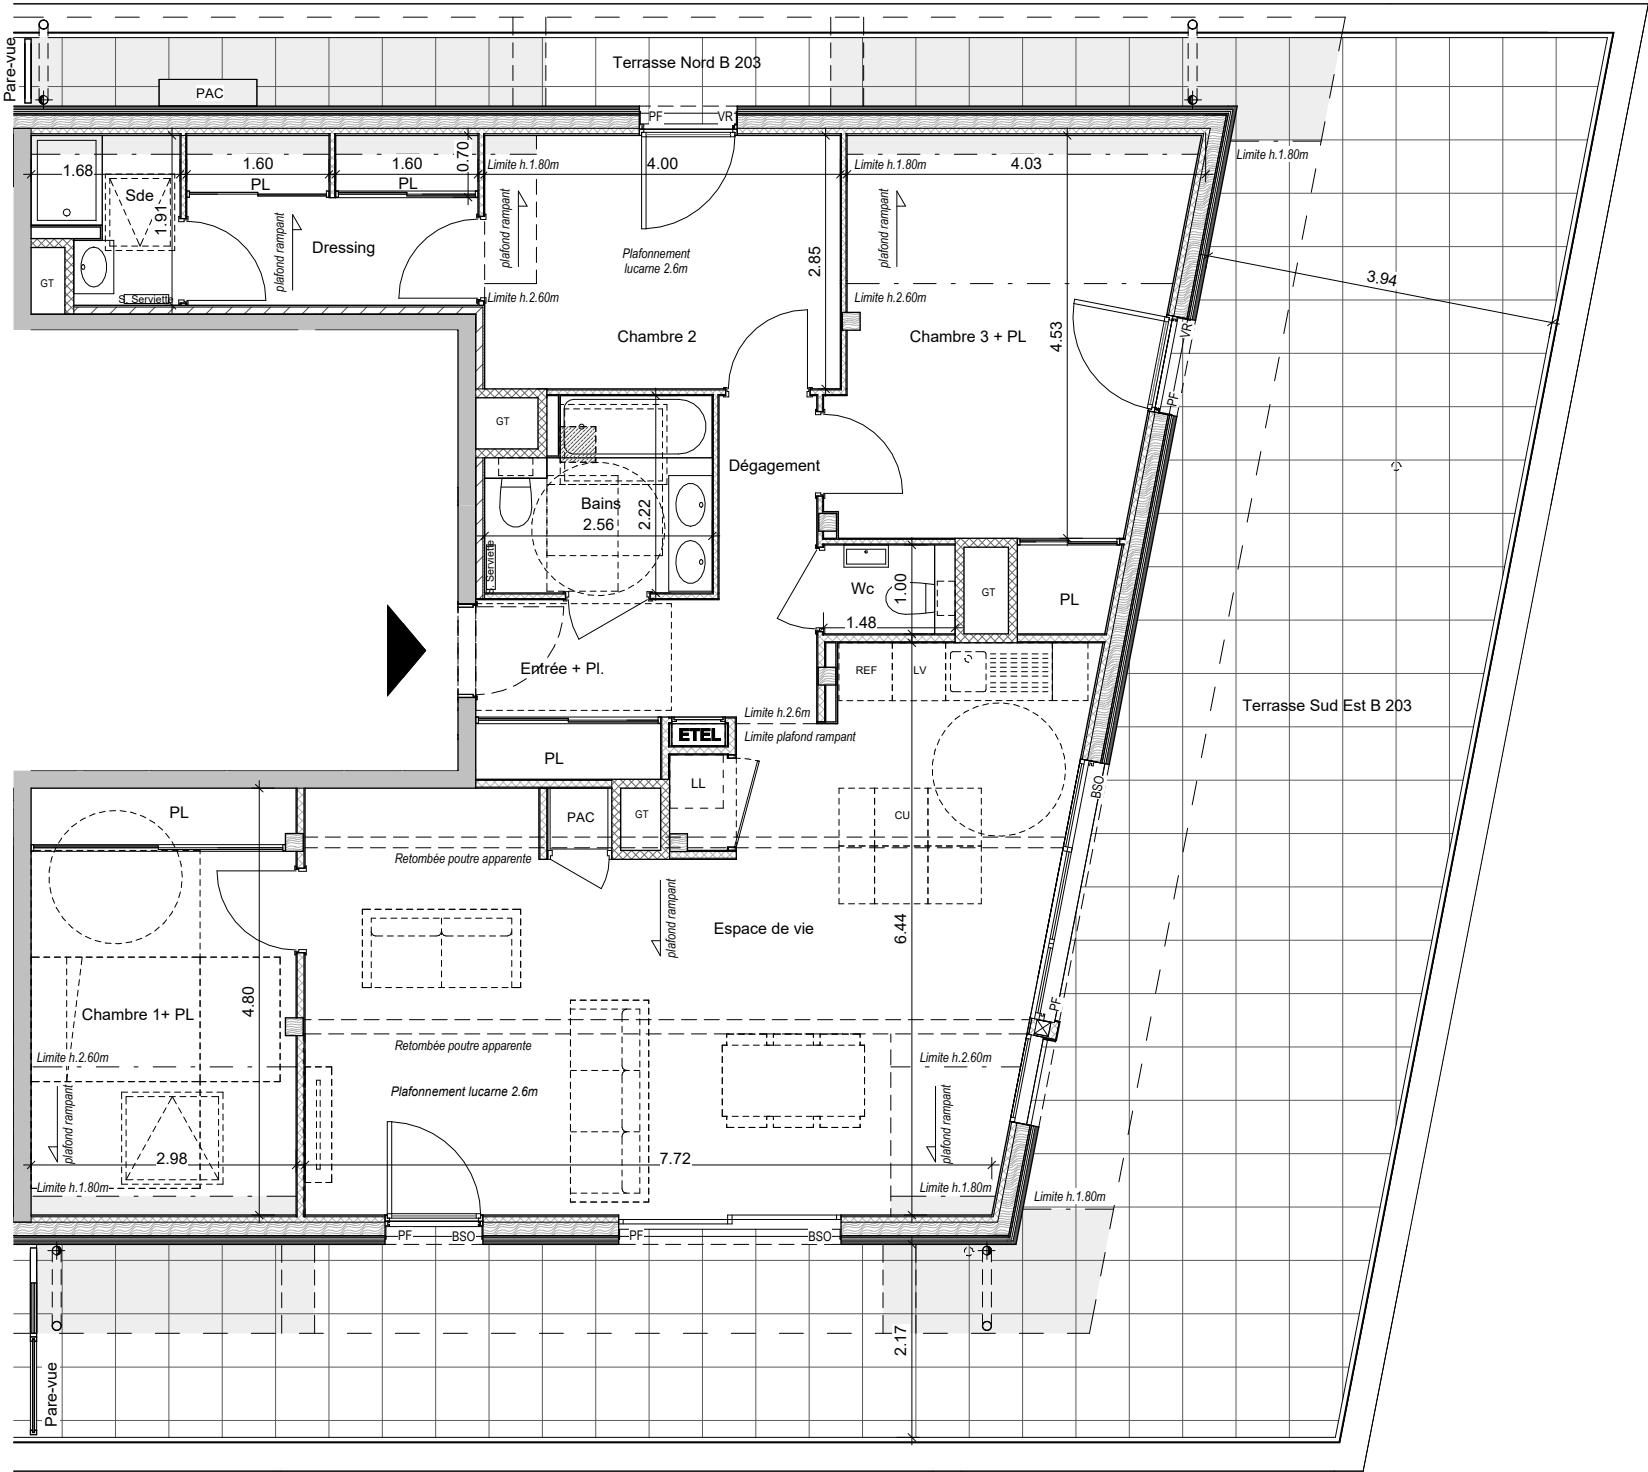 Pare-vue
PAC
Terrasse Nord B 203
PF
VR
Limite h.1.80m
1.68
1.60
PL
1.60
PL
0.70
Limite h.1.80m
4.00
Limite h.1.80m
4.03
Sde
1.91
plafond rampant
Dressing
plafond rampant
Plafonnement
lucarne 2.6m
2.85
plafond rampant
GT
S. Serviette
Limite h.2.60m
Limite h.2.60m
3.94
Chambre 2
Chambre 3 + PL
4.53
VR
PF
GT
Dégagement
Bains
2.56
2.22
S. Serviette
Wc
1.00
1.48
GT
PL
Entrée + Pl.
REF
LV
Limite h.2.6m
Limite plafond rampant
Terrasse Sud Est B 203
ETEL
PL
LL
BSO
PL
PAC
GT
CU
Retombée poutre apparente
plafond rampant
Espace de vie
6.44
Chambre 1+ PL
4.80
PF
Retombée poutre apparente
Limite h.2.60m
Limite h.2.60m
Plafonnement lucarne 2.6m
plafond rampant
plafond rampant
2.98
7.72
Limite h.1.80m
Limite h.1.80m
Limite h.1.80m
PF
BSO
PF
BSO
2.17
Pare-vue